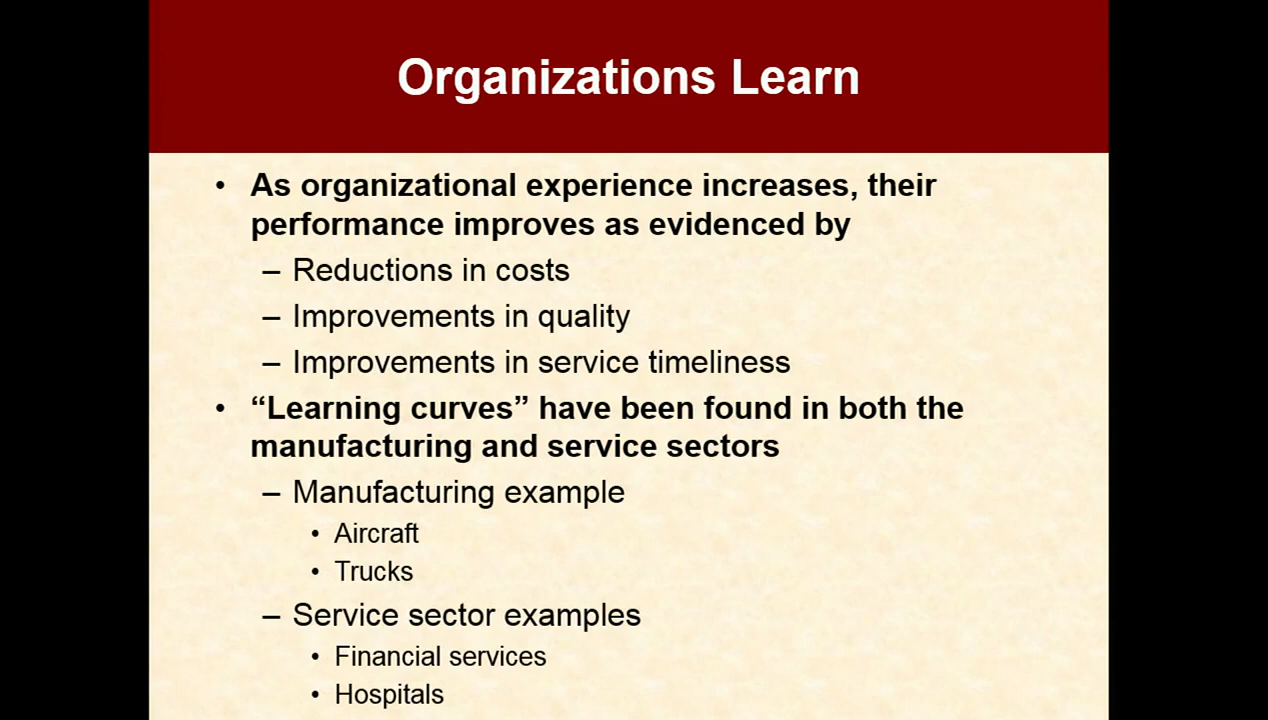 Organizations Learn
• As organizational experience increases, their
performance improves as evidenced by
– Reductions in costs
– Improvements in quality
– Improvements in service timeliness
• “Learning curves” have been found in both the
manufacturing and service sectors
– Manufacturing example
• Aircraft
• Trucks
– Service sector examples
• Financial services
• Hospitals